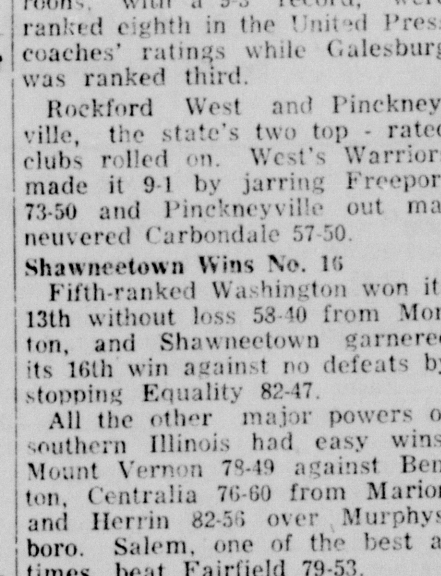 rooms, with a 9-3 record, were
ranked eighth in the United Press
coaches' ratings while Galesburg
was ranked third.
Rockford West and Pinckney-
ville, the state's two top - rated
clubs rolled on. West's Warriors
made it 9-1 by jarring Freeport
73-50 and Pinckneyville out ma-
neuvered Carbondale 57-50.
Shawneetown Wins No. 16
Fifth-ranked Washington won it
13th without loss 58-40 from Mor
ton, and Shawneetown garnered
its 16th win against no defeats by
stopping Equality 82-47.
All the other major powers o
southern Illinois had easy wins
Mount Vernon 78-49 against Ben
ton, Centralia 76-60 from Marion
and Herrin 82-56 over Murphys
boro. Salem, one of the best a
times, beat Fairfield 79-53.